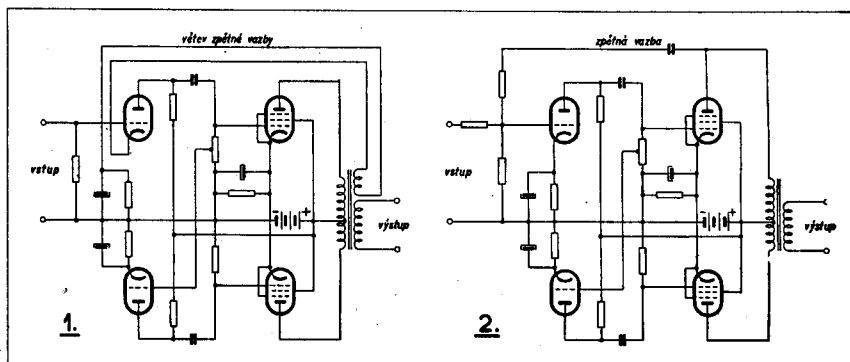 větev zpětné vazby
vstup
výstup
1.
zpětná vazba
vstup
výstup
2.